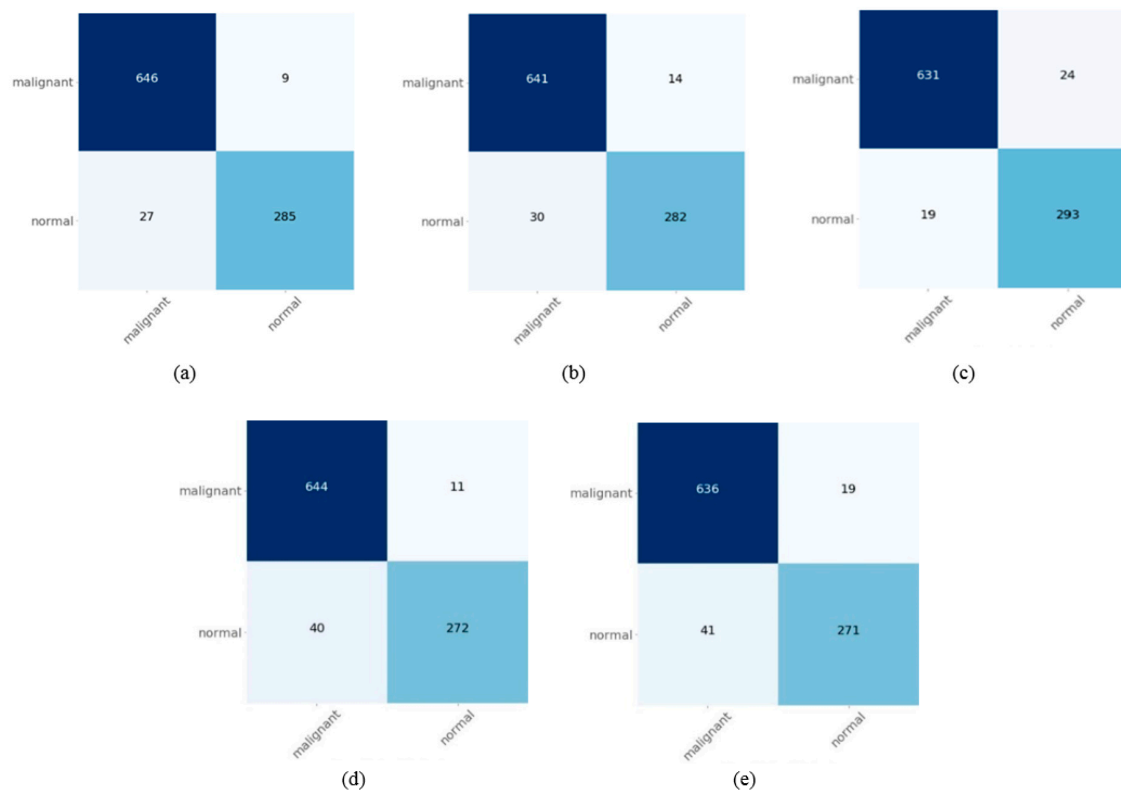 malignant 646 9
normal 27 285
malignant normal
(a)
malignant 641 14
normal 30 282
malignant normal
(b)
malignant 631 24
normal 19 293
malignant normal
(c)
malignant 644 11
normal 40 272
malignant normal
(d)
malignant 636 19
normal 41 271
malignant normal
(e)